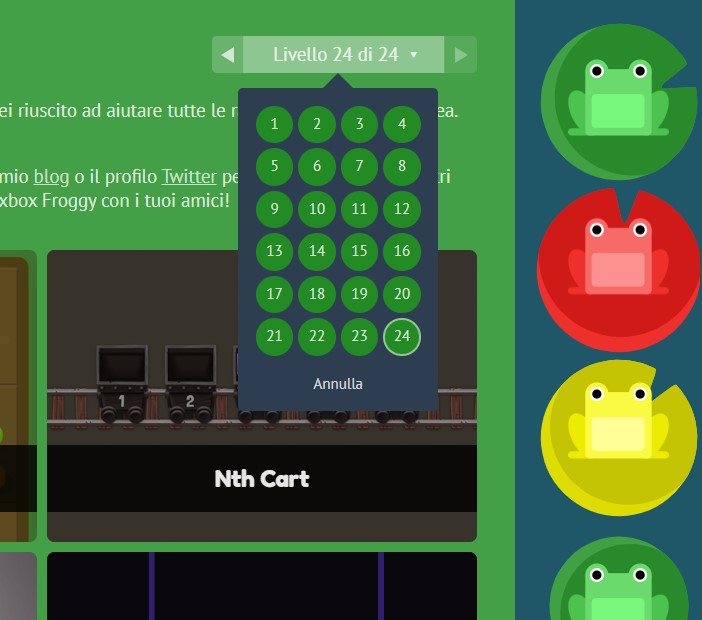 Livello 24 di 24
ei riuscito ad aiutare tutte le ra
ea.
mio blog o il profilo Twitter pe
tri
xbox Froggy con i tuoi amici!
1 2 3 4
5 6 7 8
9 10 11 12
13 14 15 16
17 18 19 20
21 22 23 24
Annulla
1 2
Nth Cart